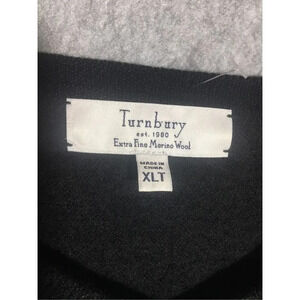 Turnbury
est. 1980
Extra Fine Merino Wool
MADE IN
CHINA
XLT